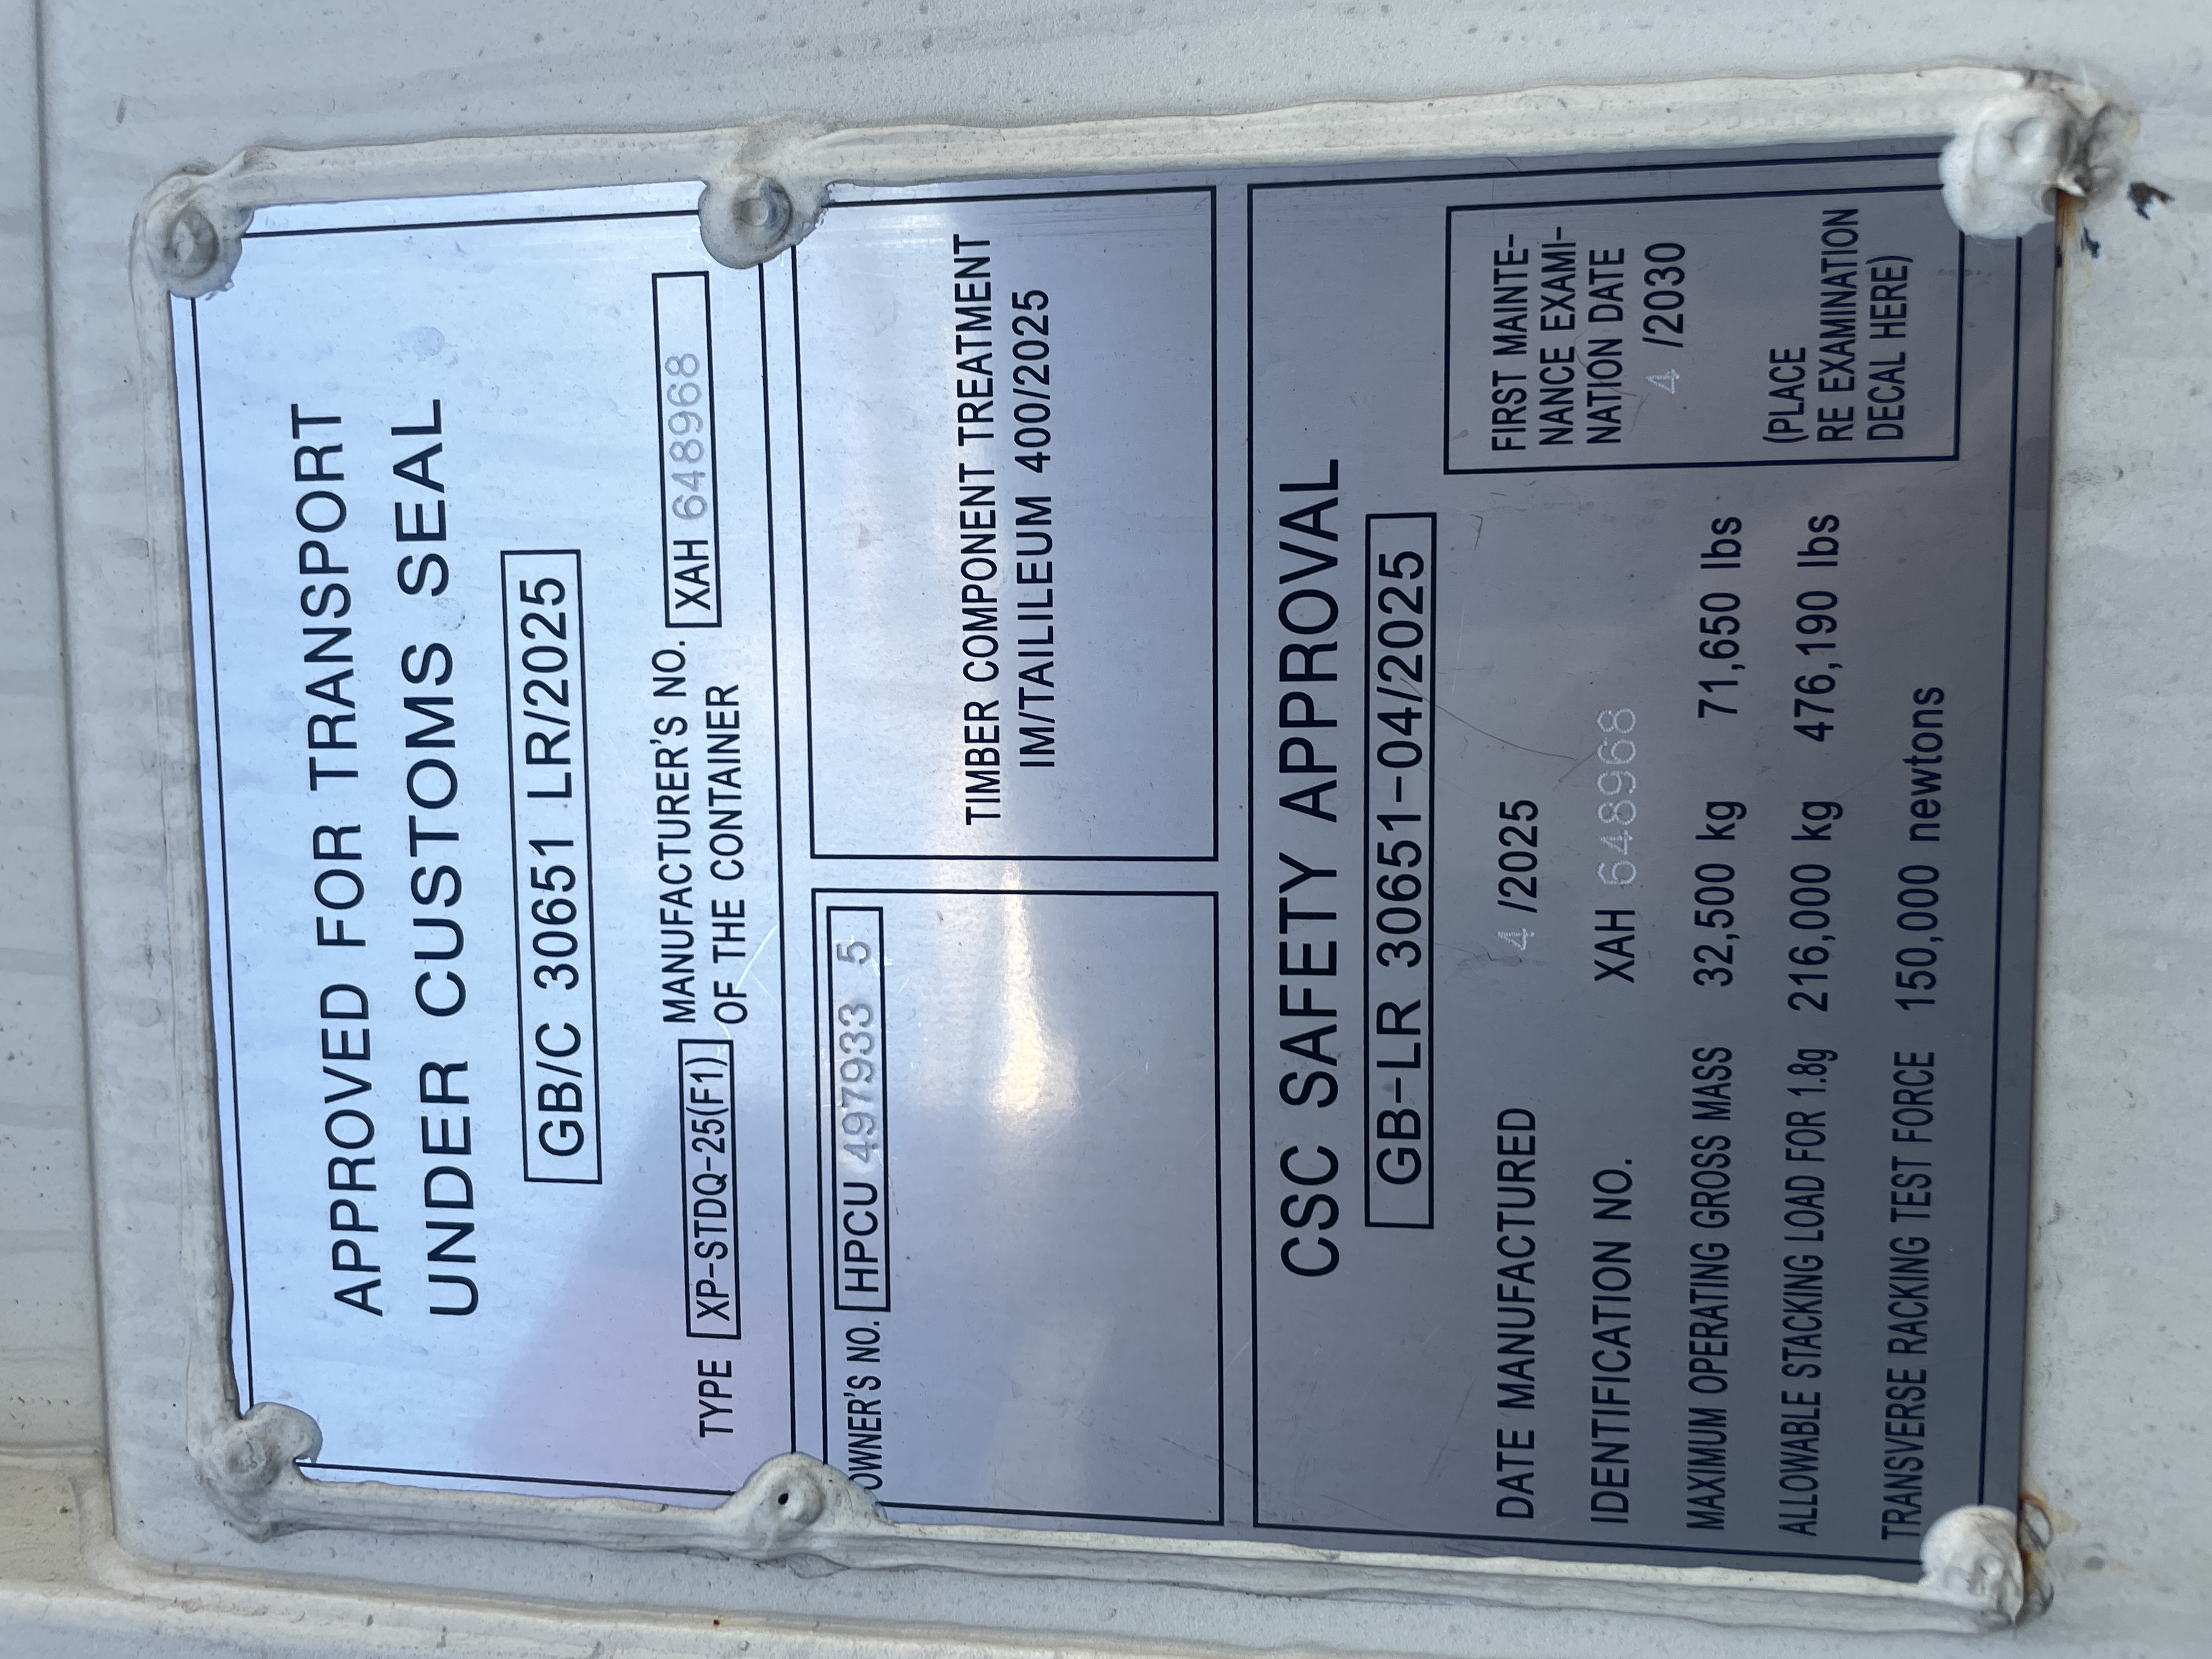 APPROVED FOR TRANSPORT
UNDER CUSTOMS SEAL
GB/C 30651 LR/2025
TYPE XP-STDQ-25(F1) MANUFACTURER'S NO. OF THE CONTAINER XAH 648968
OWNER'S NO. HPCU 497933 5
TIMBER COMPONENT TREATMENT
IM/TAILILEUM 400/2025
CSC SAFETY APPROVAL
GB-LR 30651-04/2025
DATE MANUFACTURED 4 /2025
IDENTIFICATION NO. XAH 648968
MAXIMUM OPERATING GROSS MASS 32,500 kg 71,650 lbs
ALLOWABLE STACKING LOAD FOR 1.8g 216,000 kg 476,190 lbs
TRANSVERSE RACKING TEST FORCE 150,000 newtons
FIRST MAINTE-
NANCE EXAMI-
NATION DATE
4 /2030
(PLACE
RE EXAMINATION
DECAL HERE)